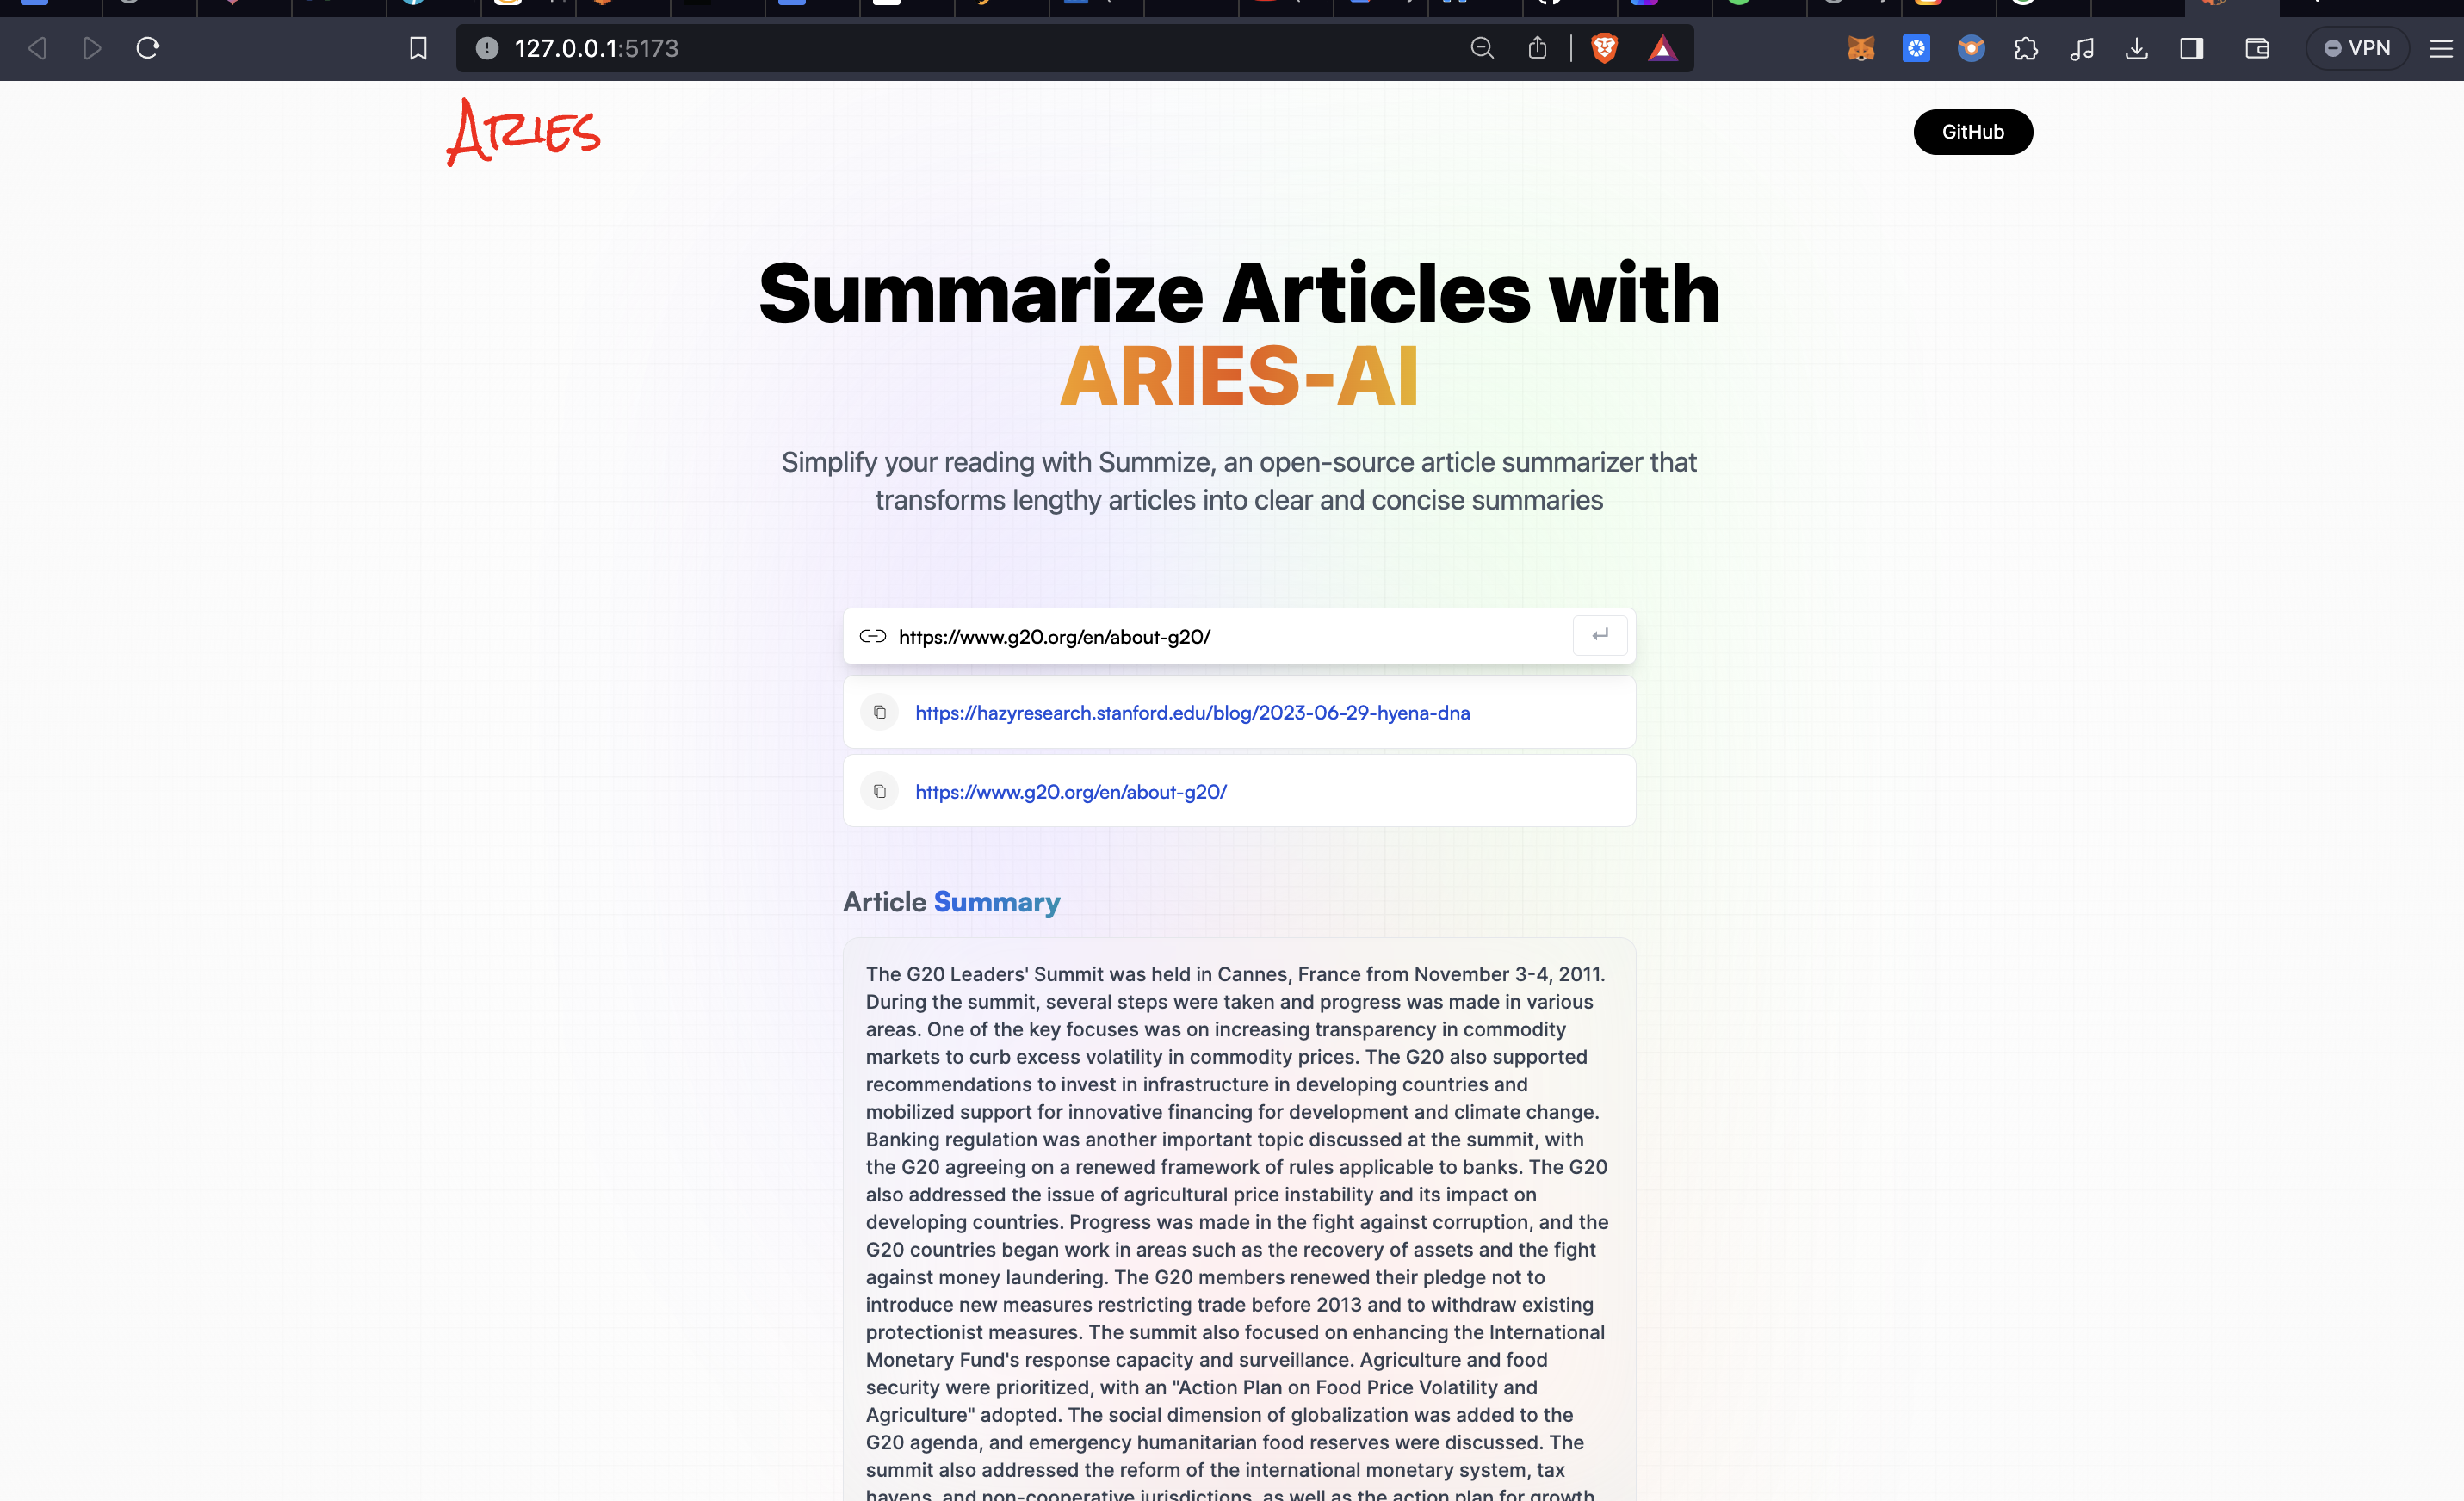 127.0.0.1:5173
VPN
ARIES
GitHub
Summarize Articles with
ARIES-AI
Simplify your reading with Summize, an open-source article summarizer that
transforms lengthy articles into clear and concise summaries
https://www.g20.org/en/about-g20/
https://hazyresearch.stanford.edu/blog/2023-06-29-hyena-dna
https://www.g20.org/en/about-g20/
Article Summary
The G20 Leaders' Summit was held in Cannes, France from November 3-4, 2011.
During the summit, several steps were taken and progress was made in various
areas. One of the key focuses was on increasing transparency in commodity
markets to curb excess volatility in commodity prices. The G20 also supported
recommendations to invest in infrastructure in developing countries and
mobilized support for innovative financing for development and climate change.
Banking regulation was another important topic discussed at the summit, with
the G20 agreeing on a renewed framework of rules applicable to banks. The G20
also addressed the issue of agricultural price instability and its impact on
developing countries. Progress was made in the fight against corruption, and the
G20 countries began work in areas such as the recovery of assets and the fight
against money laundering. The G20 members renewed their pledge not to
introduce new measures restricting trade before 2013 and to withdraw existing
protectionist measures. The summit also focused on enhancing the International
Monetary Fund's response capacity and surveillance. Agriculture and food
security were prioritized, with an "Action Plan on Food Price Volatility and
Agriculture" adopted. The social dimension of globalization was added to the
G20 agenda, and emergency humanitarian food reserves were discussed. The
summit also addressed the reform of the international monetary system, tax
havens, and non-cooperative jurisdictions, as well as the action plan for growth